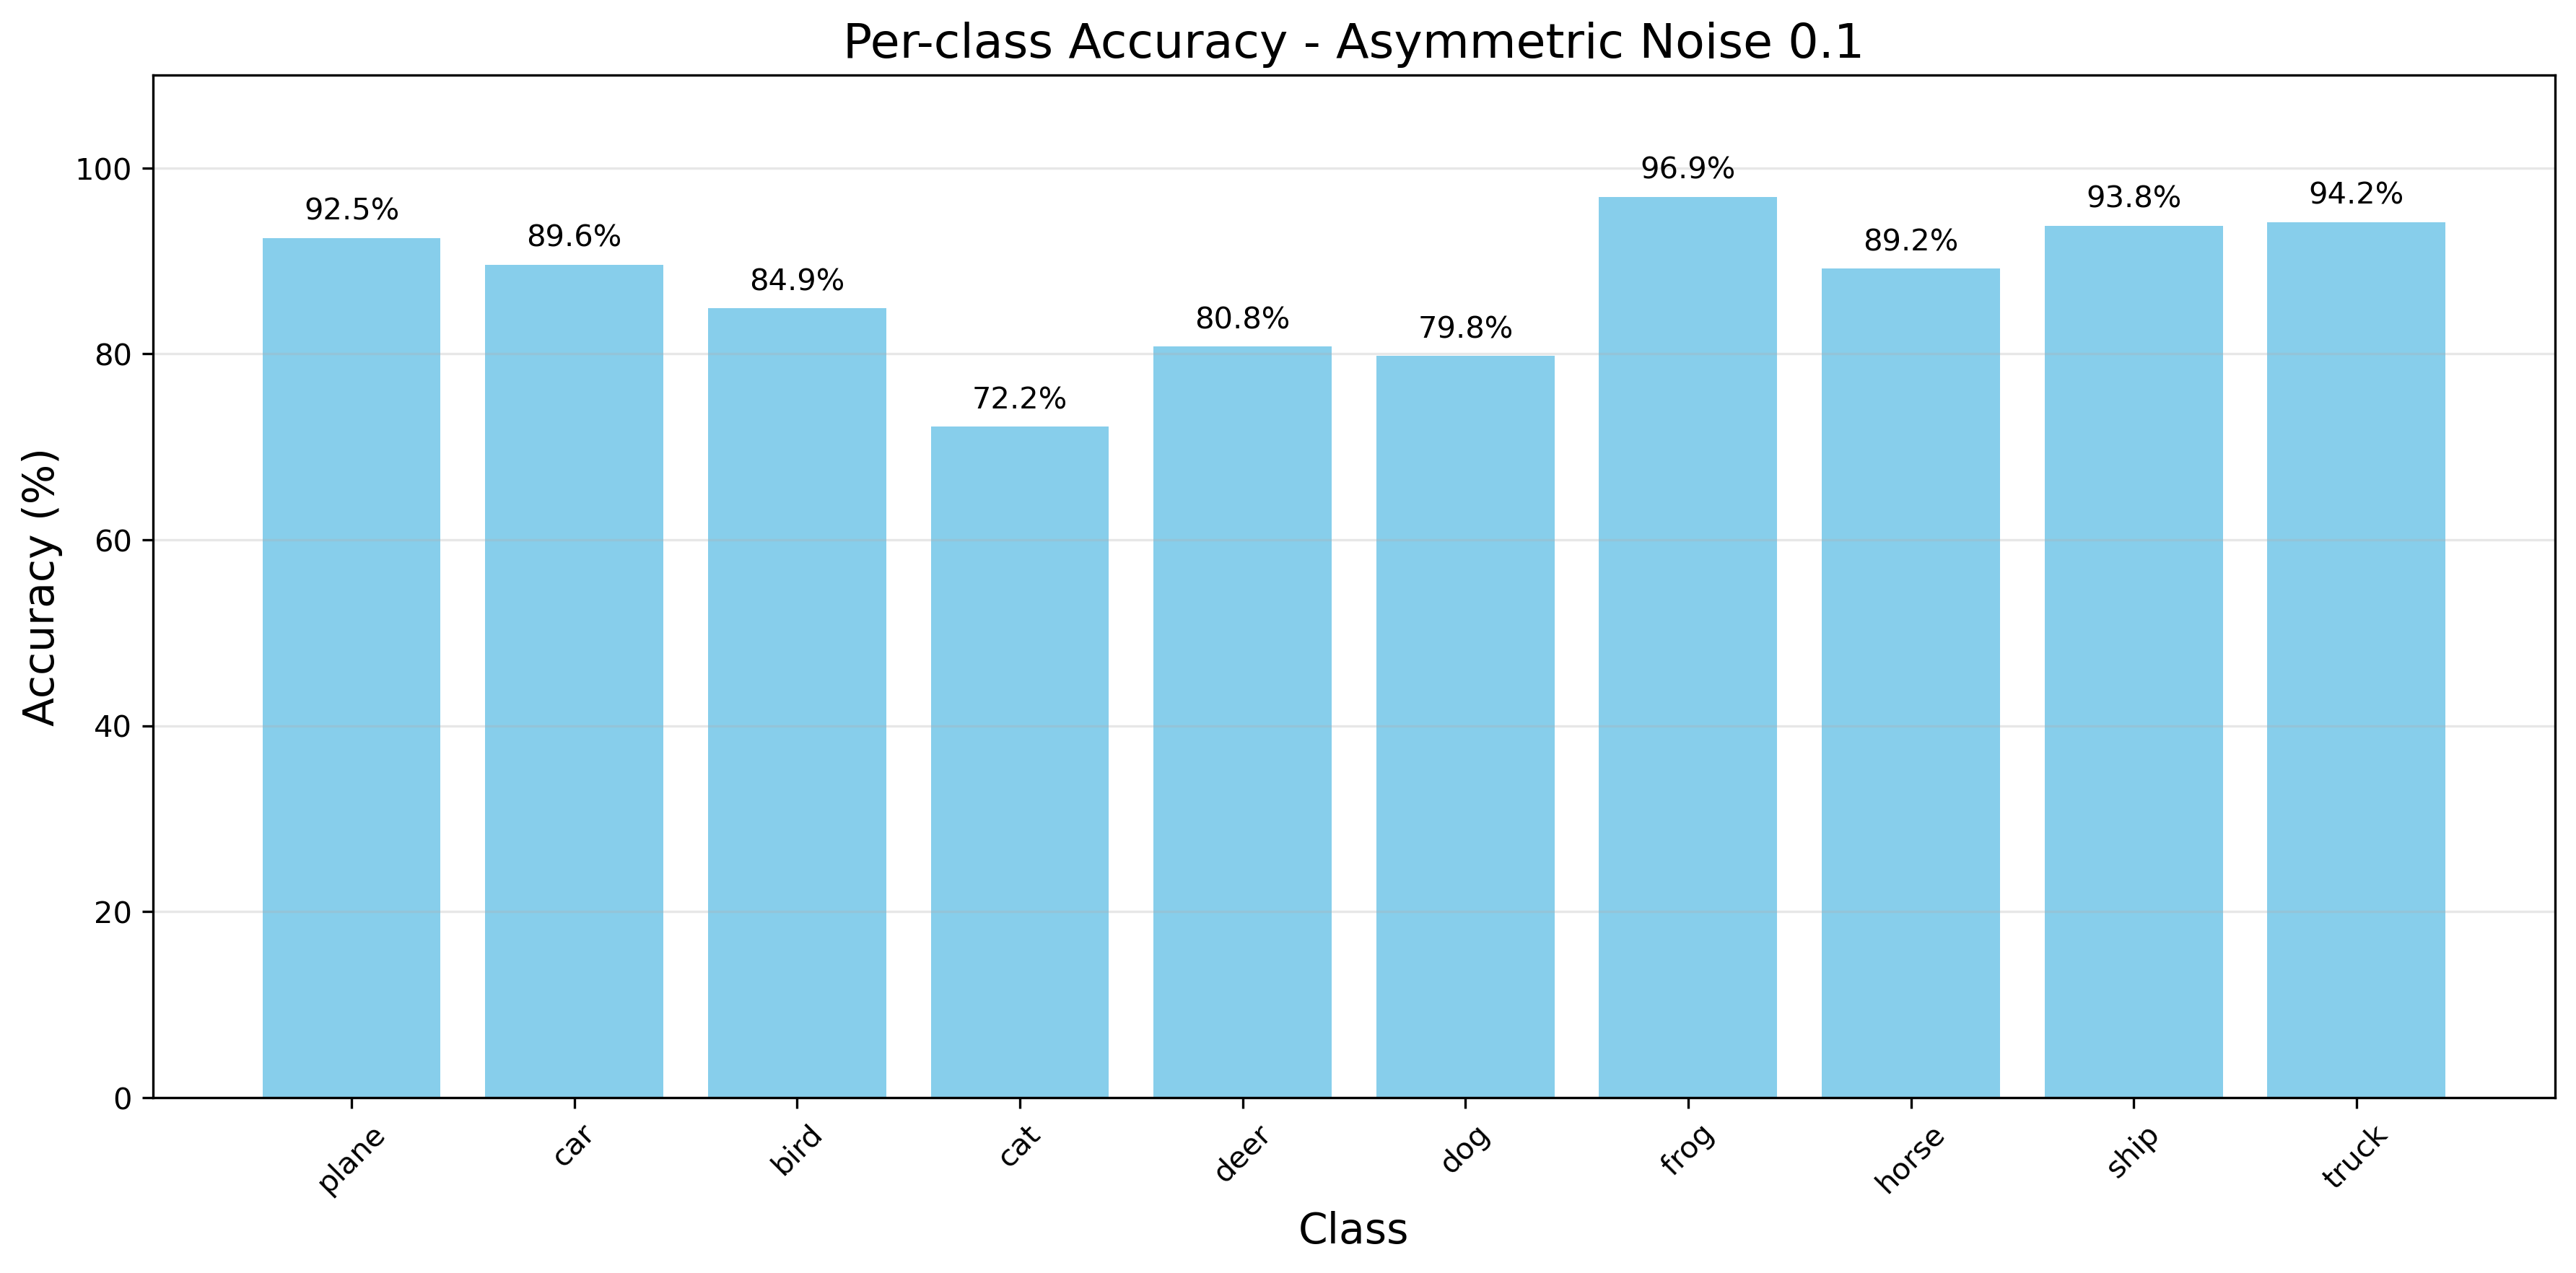 Per-class Accuracy - Asymmetric Noise 0.1
Accuracy (%)
100
80
60
40
20
0
92.5%
89.6%
84.9%
72.2%
80.8%
79.8%
96.9%
89.2%
93.8%
94.2%
plane
car
bird
cat
deer
dog
frog
horse
ship
truck
Class